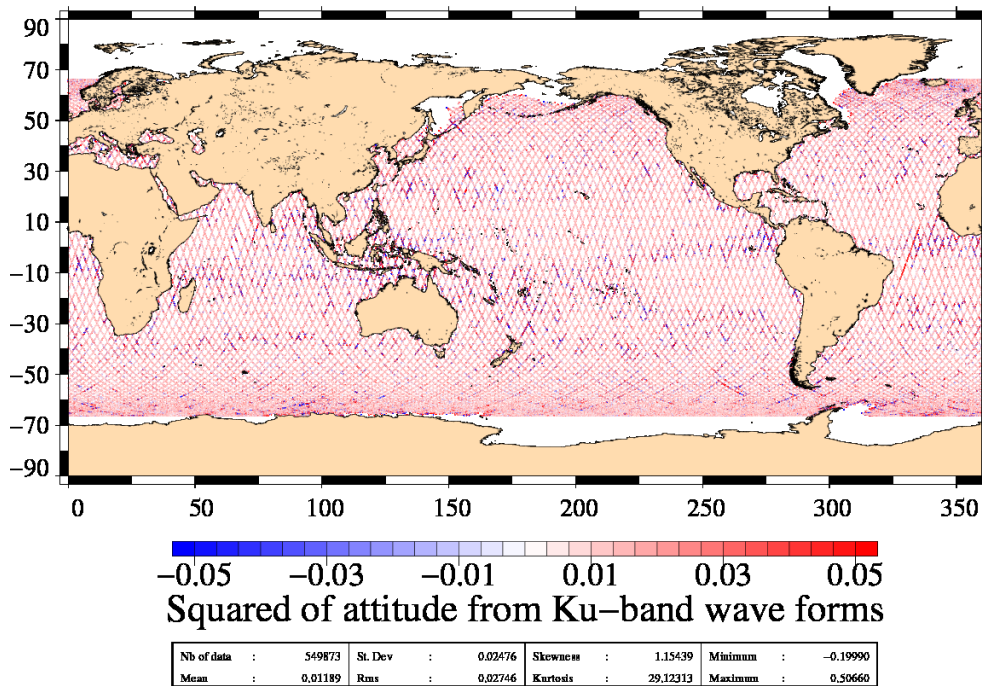 90
70
50
30
10
−10
−30
−50
−70
−90
0 50 100 150 200 250 300 350
−0.05 −0.03 −0.01 0.01 0.03 0.05
Squared of attitude from Ku−band wave forms
Nb of data : 549873 St. Dev : 0.02476 Skewness : 1.15439 Minimum : −0.19990
Mean : 0.01189 Rms : 0.02746 Kurtosis : 29.12313 Maximum : 0.50660